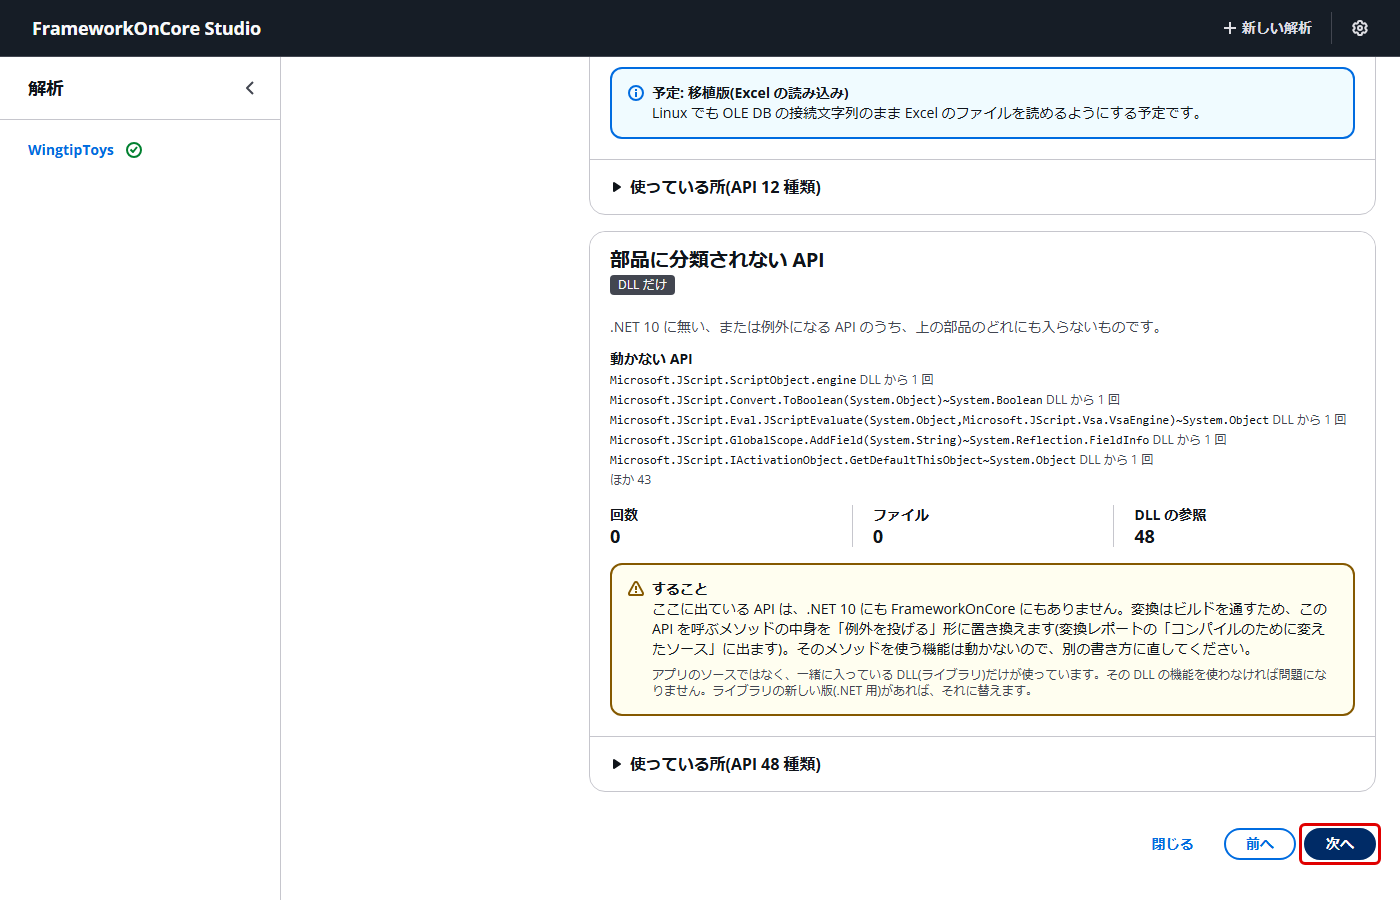 FrameworkOnCore Studio
新しい解析
解析
WingtipToys
予定: 移植版(Excel の読み込み)
Linux でも OLE DB の接続文字列のまま Excel のファイルを読めるようにする予定です。
使っている所(API 12 種類)
部品に分類されない API
DLL だけ
.NET 10 に無い、または例外になる API のうち、上の部品のどれにも入らないものです。
動かない API
Microsoft.JScript.ScriptObject.engine DLL から 1 回
Microsoft.JScript.Convert.ToBoolean(System.Object)~System.Boolean DLL から 1 回
Microsoft.JScript.Eval.JScriptEvaluate(System.Object,Microsoft.JScript.Vsa.VsaEngine)~System.Object DLL から 1 回
Microsoft.JScript.GlobalScope.AddField(System.String)~System.Reflection.FieldInfo DLL から 1 回
Microsoft.JScript.IActivationObject.GetDefaultThisObject~System.Object DLL から 1 回
ほか 43
回数
0
ファイル
0
DLL の参照
48
すること
ここに出ている API は、.NET 10 にも FrameworkOnCore にもありません。変換はビルドを通すため、この
API を呼ぶメソッドの中身を「例外を投げる」形に置き換えます(変換レポートの「コンパイルのために変え
たソース」に出ます)。そのメソッドを使う機能は動かないので、別の書き方に直してください。
アプリのソースではなく、一緒に入っている DLL(ライブラリ)だけが使っています。その DLL の機能を使わなければ問題にな
りません。ライブラリの新しい版(.NET 用)があれば、それに替えます。
使っている所(API 48 種類)
閉じる
前へ
次へ